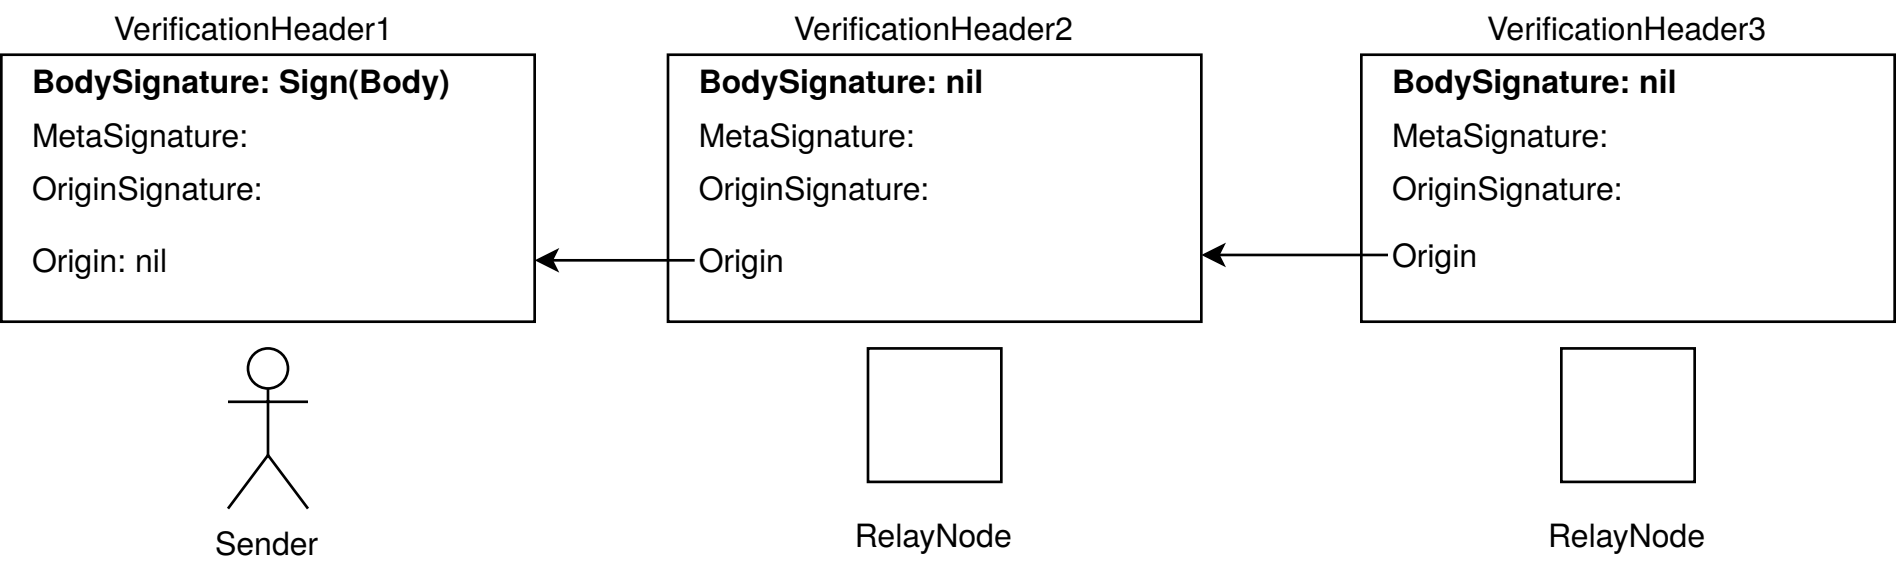 VerificationHeader1
BodySignature: Sign(Body)
MetaSignature:
OriginSignature:
Origin: nil
Sender
VerificationHeader2
BodySignature: nil
MetaSignature:
OriginSignature:
Origin
RelayNode
VerificationHeader3
BodySignature: nil
MetaSignature:
OriginSignature:
Origin
RelayNode